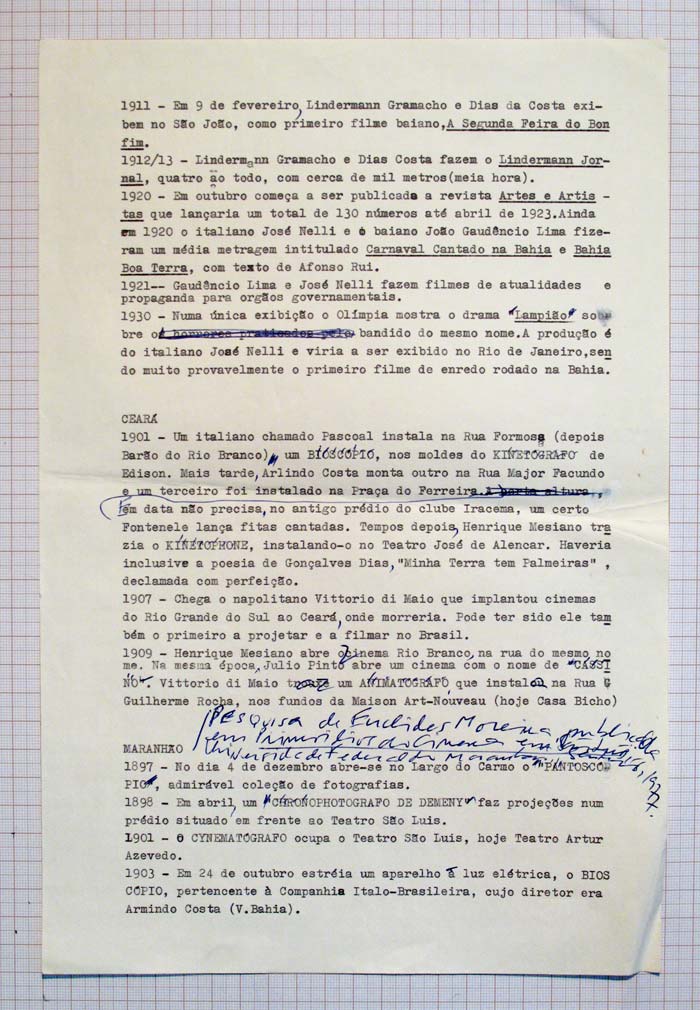 1911 - Em 9 de fevereiro, Lindermann Gramacho e Dias da Costa exi-
bem no São João, como primeiro filme baiano, A Segunda Feira do Bon
fim.
1912/13 - Lindermann Gramacho e Dias Costa fazem o Lindermann Jor-
nal, quatro ao todo, com cerca de mil metros(meia hora).
1920 - Em outubro começa a ser publicada a revista Artes e Artis -
tas que lançaria um total de 130 números até abril de 1923.Ainda
em 1920 o italiano José Nelli e o baiano João Gaudêncio Lima fize-
ram um média metragem intitulado Carnaval Cantado na Bahia e Bahia
Boa Terra, com texto de Afonso Rui.
1921-- Gaudêncio Lima e José Nelli fazem filmes de atualidades e
propaganda para orgãos governamentais.
1930 - Numa única exibição o Olímpia mostra o drama "Lampião" so
bre o horrores praticados pelo bandido do mesmo nome.A produção é
do italiano José Nelli e viria a ser exibido no Rio de Janeiro,sen
do muito provavelmente o primeiro filme de enredo rodado na Bahia.
CEARÁ
1901 - Um italiano chamado Pascoal instala na Rua Formosa (depois
Barão do Rio Branco), um BIOSCÓPIO, nos moldes do KINETÓGRAFO de
Edison. Mais tarde, Arlindo Costa monta outro na Rua Major Facundo
e um terceiro foi instalado na Praça do Ferreira.A porta altura,
Em data não precisa, no antigo prédio do clube Iracema, um certo
Fontenele lança fitas cantadas. Tempos depois, Henrique Mesiano tra
zia o KINETOPHONE, instalando-o no Teatro José de Alencar. Haveria
inclusive a poesia de Gonçalves Dias, "Minha Terra tem Palmeiras" ,
declamada com perfeição.
1907 - Chega o napolitano Vittorio di Maio que implantou cinemas
do Rio Grande do Sul ao Ceará, onde morreria. Pode ter sido ele tam
bém o primeiro a projetar e a filmar no Brasil.
1909 - Henrique Mesiano abre o cinema Rio Branco, na rua do mesmo no
me. Na mesma época, Julio Pinto abre um cinema com o nome de "CASSI
NO". Vittorio di Maio um ANIMATÓGRAFO que instalo na Rua G
Guilherme Rocha, nos fundos da Maison Art-Nouveau (hoje Casa Bicho)
Pesquisa de Euclides Moreira publicada
em Primórdios do Cinema em
Universidade Federal do Maranhão 1977.
MARANHÃO
1897 - No dia 4 de dezembro abre-se no Largo do Carmo o "PANTOSCÓ
PIO", admirável coleção de fotografias.
1898 - Em abril, um "CHRONOPHOTOGRAFO DE DEMENY" faz projeções num
prédio situado em frente ao Teatro São Luis.
1901 - O CYNEMATÓGRAFO ocupa o Teatro São Luis, hoje Teatro Artur
Azevedo.
1903 - Em 24 de outubro estréia um aparelho à luz elétrica, o BIOS
CÓPIO, pertencente à Companhia Italo-Brasileira, cujo diretor era
Armindo Costa (V.Bahia).